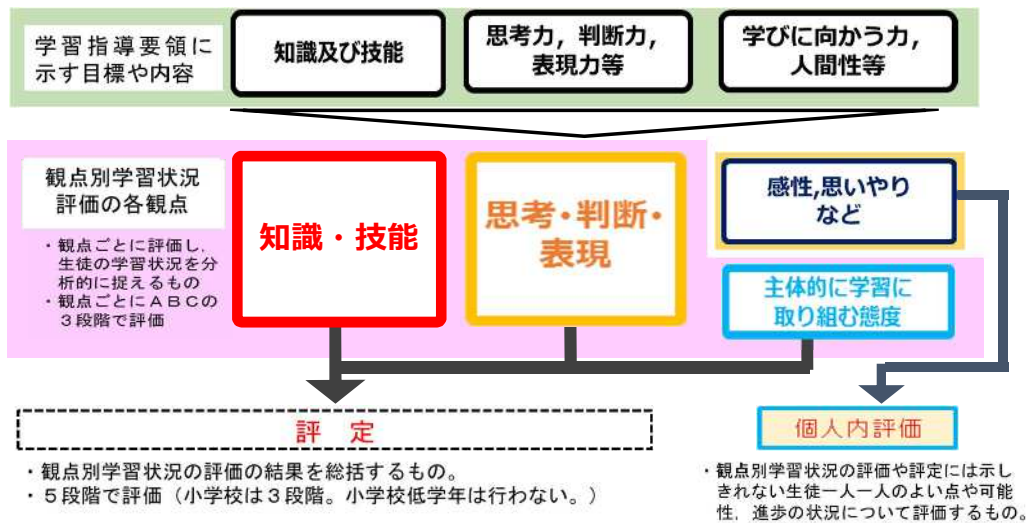 学習指導要領に
示す目標や内容
知識及び技能
思考力，判断力，
表現力等
学びに向かう力，
人間性等
観点別学習状況
評価の各観点
・観点ごとに評価し，
生徒の学習状況を分
析的に捉えるもの
・観点ごとにＡＢＣの
３段階で評価
知識・技能
思考・判断・
表現
感性,思いやり
など
主体的に学習に
取り組む態度
評　定
・観点別学習状況の評価の結果を総括するもの。
・５段階で評価（小学校は３段階。小学校低学年は行わない。）
個人内評価
・観点別学習状況の評価や評定には示し
きれない生徒一人一人のよい点や可能
性，進歩の状況について評価するもの。